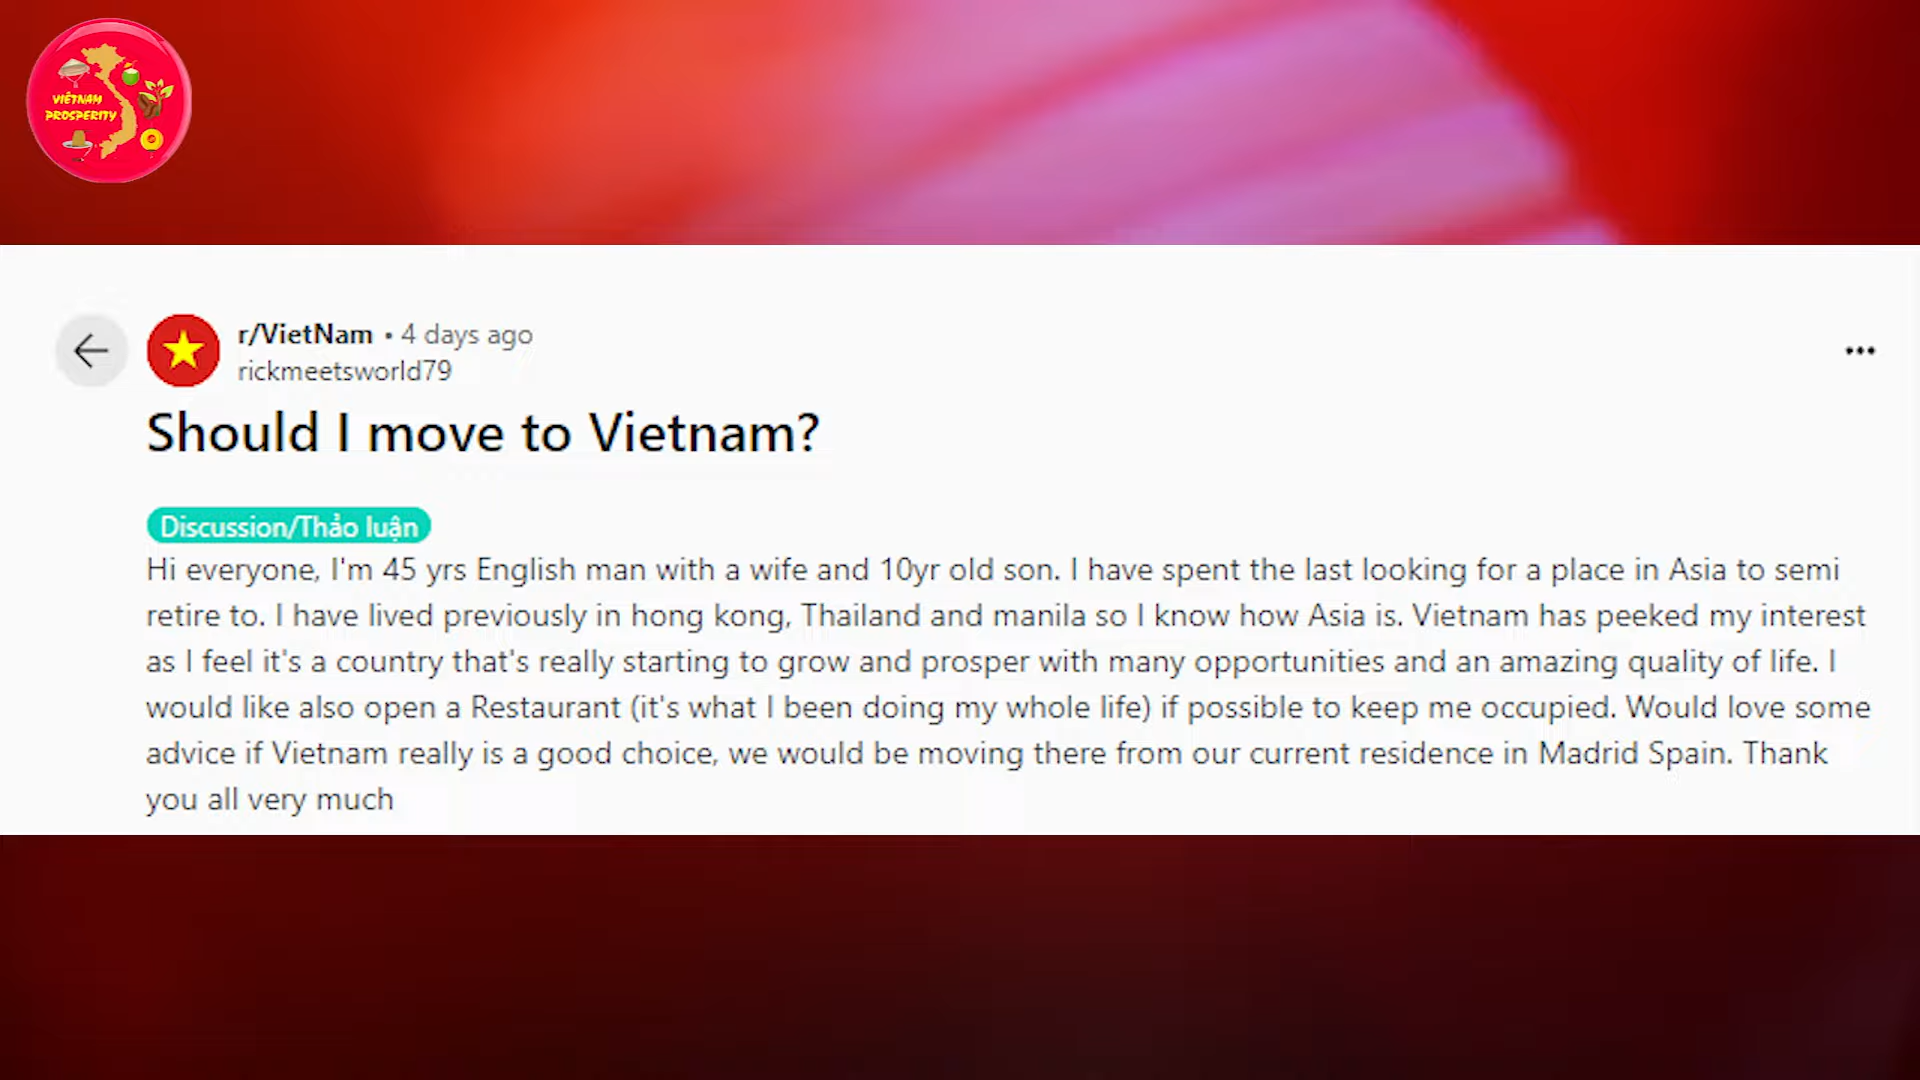 VIỆTNAM
PROSPERITY
r/VietNam • 4 days ago
rickmeetsworld79
Should I move to Vietnam?
Discussion/Thảo luận
Hi everyone, I'm 45 yrs English man with a wife and 10yr old son. I have spent the last looking for a place in Asia to semi
retire to. I have lived previously in hong kong, Thailand and manila so I know how Asia is. Vietnam has peeked my interest
as I feel it's a country that's really starting to grow and prosper with many opportunities and an amazing quality of life. I
would like also open a Restaurant (it's what I been doing my whole life) if possible to keep me occupied. Would love some
advice if Vietnam really is a good choice, we would be moving there from our current residence in Madrid Spain. Thank
you all very much